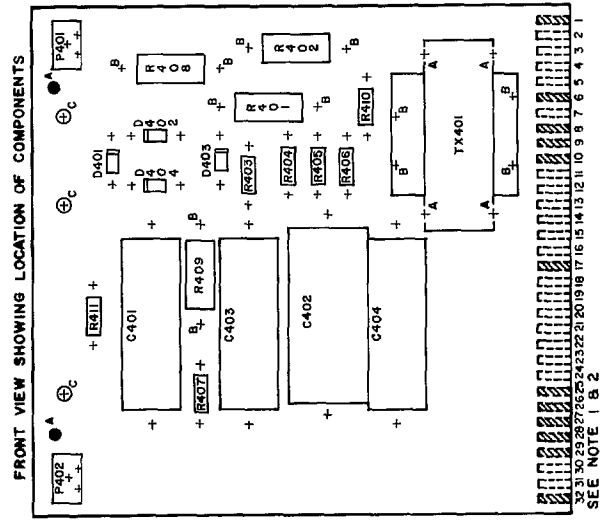 FRONT VIEW SHOWING LOCATION OF COMPONENTS
P402
A
C
C
C
A
P401
R411
D401
D402
D404
D403
R408
R402
R401
B
B
B
B
B
B
C401
B
R409
B
R407
C403
R403
R404
R405
R406
R410
C402
C404
A
B
B
A
TX401
A
B
B
A
32 31 30 29 28 27 26 25 24 23 22 21 20 19 18 17 16 15 14 13 12 11 10 9 8 7 6 5 4 3 2 1
SEE NOTE 1 & 2